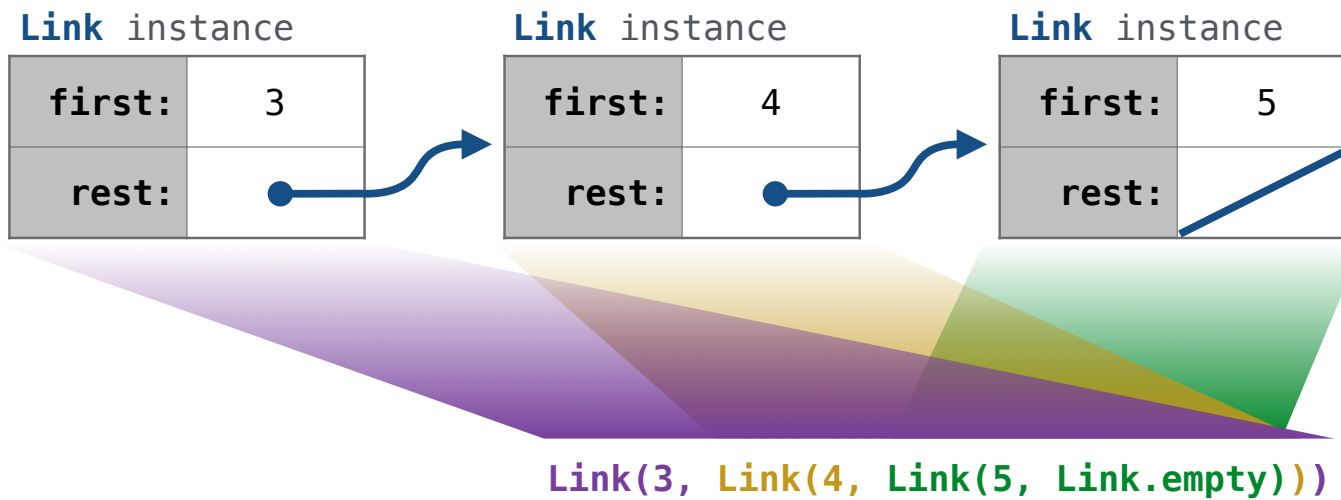 Link instance Link instance Link instance
first: 3 first: 4 first: 5
rest: rest: rest:
Link(3, Link(4, Link(5, Link.empty)))